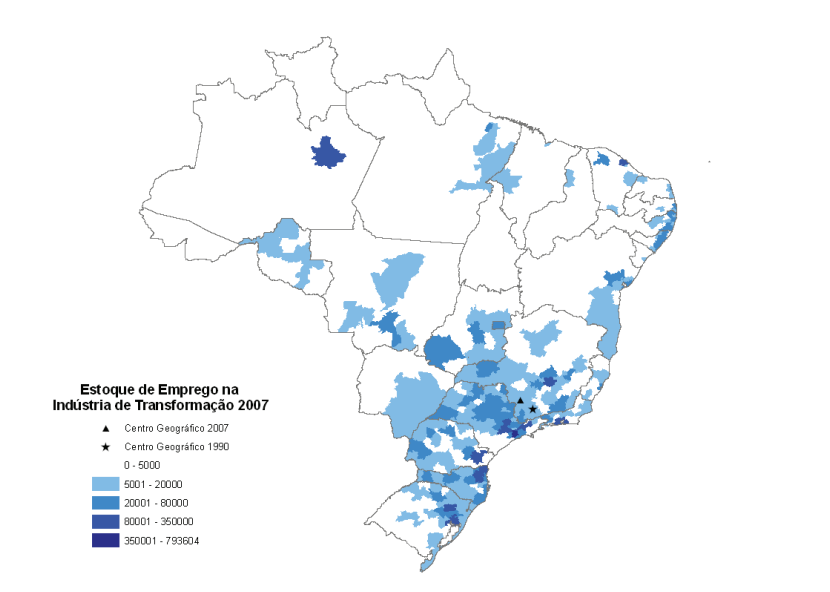 Estoque de Emprego na
Indústria de Transformação 2007
Centro Geográfico 2007
Centro Geográfico 1990
0 - 5000
5001 - 20000
20001 - 80000
80001 - 350000
350001 - 793604